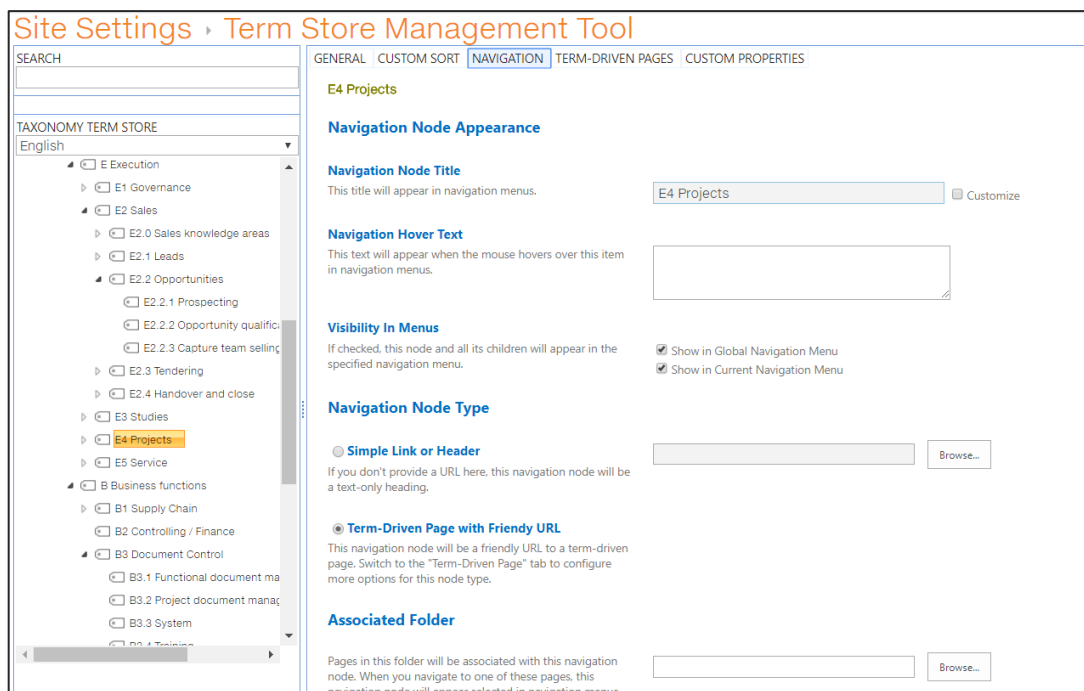 Site Settings › Term Store Management Tool
SEARCH
TAXONOMY TERM STORE
English
E Execution
E1 Governance
E2 Sales
E2.0 Sales knowledge areas
E2.1 Leads
E2.2 Opportunities
E2.2.1 Prospecting
E2.2.2 Opportunity qualific
E2.2.3 Capture team selling
E2.3 Tendering
E2.4 Handover and close
E3 Studies
E4 Projects
E5 Service
B Business functions
B1 Supply Chain
B2 Controlling / Finance
B3 Document Control
B3.1 Functional document ma
B3.2 Project document manag
B3.3 System
B3.4 Training
GENERAL CUSTOM SORT NAVIGATION TERM-DRIVEN PAGES CUSTOM PROPERTIES
E4 Projects
Navigation Node Appearance
Navigation Node Title
This title will appear in navigation menus.
E4 Projects
Customize
Navigation Hover Text
This text will appear when the mouse hovers over this item
in navigation menus.
Visibility In Menus
If checked, this node and all its children will appear in the
specified navigation menu.
Show in Global Navigation Menu
Show in Current Navigation Menu
Navigation Node Type
Simple Link or Header
Browse...
If you don't provide a URL here, this navigation node will be
a text-only heading.
Term-Driven Page with Friendy URL
This navigation node will be a friendly URL to a term-driven
page. Switch to the "Term-Driven Page" tab to configure
more options for this node type.
Associated Folder
Pages in this folder will be associated with this navigation
node. When you navigate to one of these pages, this
navigation node will appear selected in navigation menus
Browse...